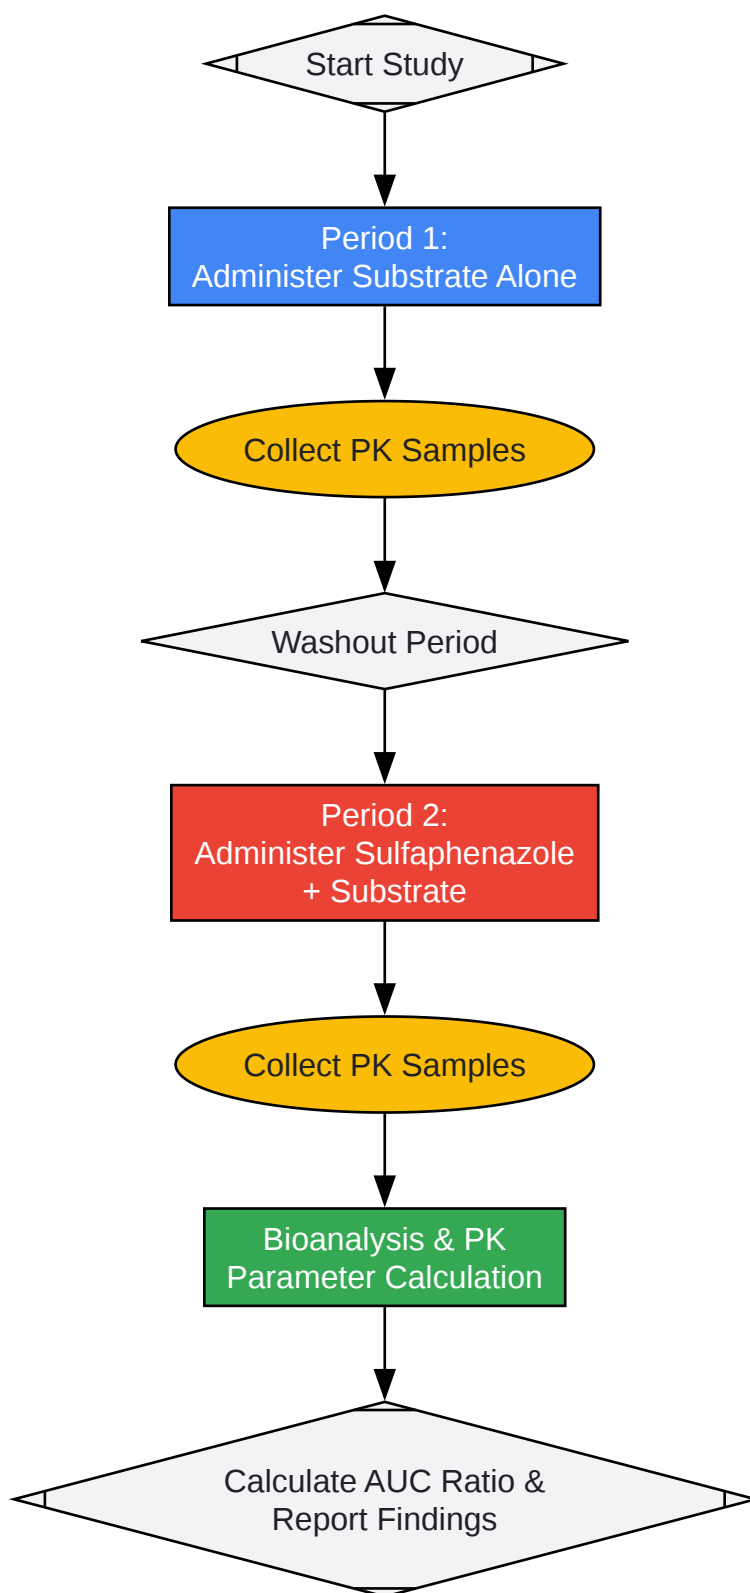 Start Study
Period 1:
Administer Substrate Alone
Collect PK Samples
Washout Period
Period 2:
Administer Sulfaphenazole
+ Substrate
Collect PK Samples
Bioanalysis & PK
Parameter Calculation
Calculate AUC Ratio &
Report Findings